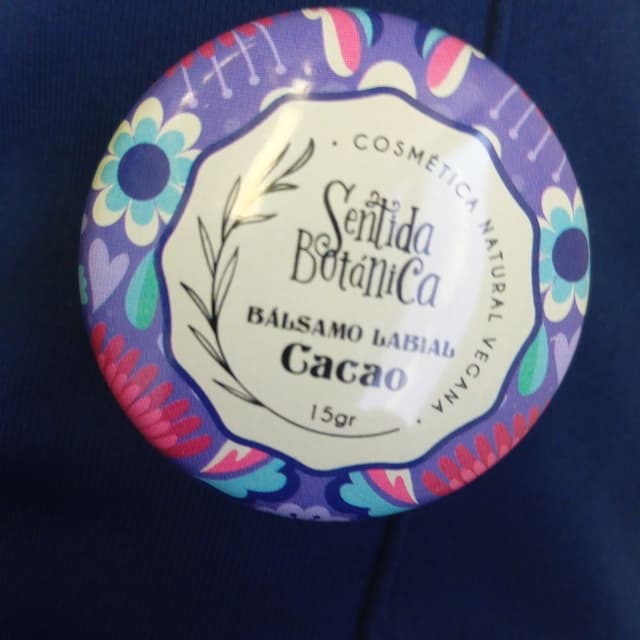 · COSMÉTICA NATURAL VEGANA ·
Sentida
Botánica
BÁLSAMO LABIAL
Cacao
15gr